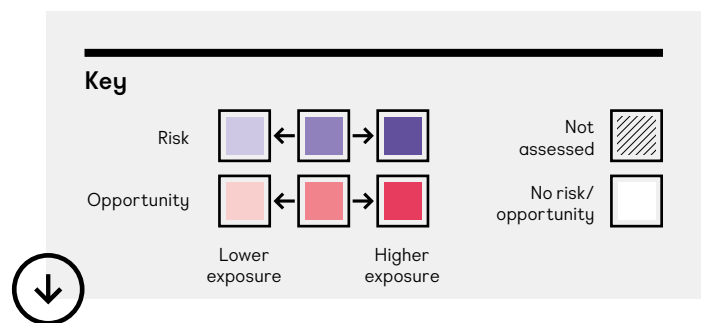 Key
Risk
Not
assessed
Opportunity
No risk/
opportunity
Lower
exposure
Higher
exposure